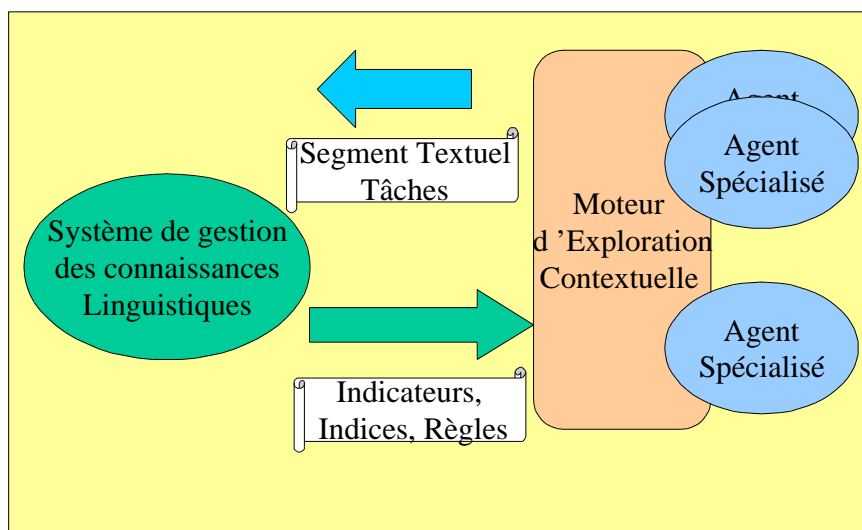 Segment Textuel
Tâches
Système de gestion
des connaissances
Linguistiques
Indicateurs,
Indices, Règles
Moteur
d ’Exploration
Contextuelle
Agent
Agent
Spécialisé
Agent
Spécialisé